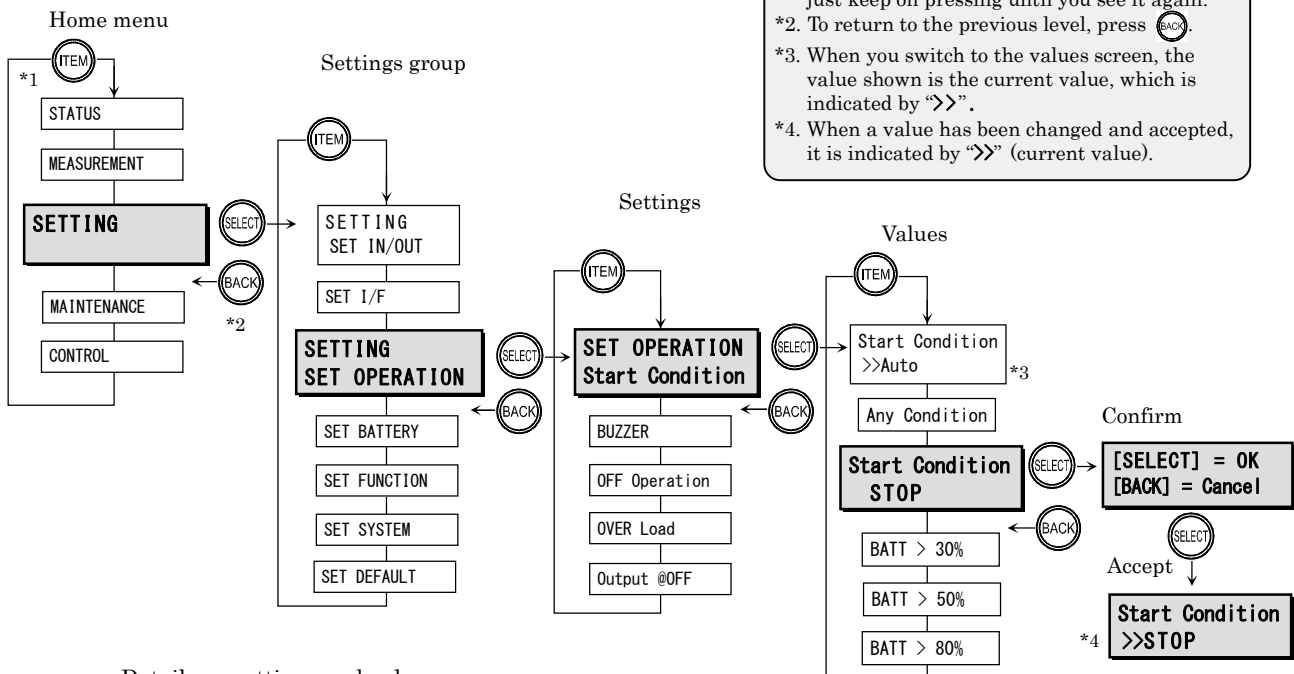 Home menu
ITEM
*1
STATUS
MEASUREMENT
SETTING
SELECT
BACK
*2
MAINTENANCE
CONTROL
Settings group
ITEM
SETTING
SET IN/OUT
SET I/F
SETTING
SET OPERATION
SELECT
BACK
SET BATTERY
SET FUNCTION
SET SYSTEM
SET DEFAULT
Settings
ITEM
SET OPERATION
Start Condition
SELECT
BACK
BUZZER
OFF Operation
OVER Load
Output @OFF
Values
ITEM
Start Condition
>>Auto
*3
Any Condition
Start Condition
STOP
SELECT
BACK
BATT > 30%
BATT > 50%
BATT > 80%
Confirm
[SELECT] = OK
[BACK] = Cancel
SELECT
Accept
Start Condition
>>STOP
*4
just keep on pressing until you see it again.
*2. To return to the previous level, press BACK.
*3. When you switch to the values screen, the
value shown is the current value, which is
indicated by “>>”.
*4. When a value has been changed and accepted,
it is indicated by “>>” (current value).